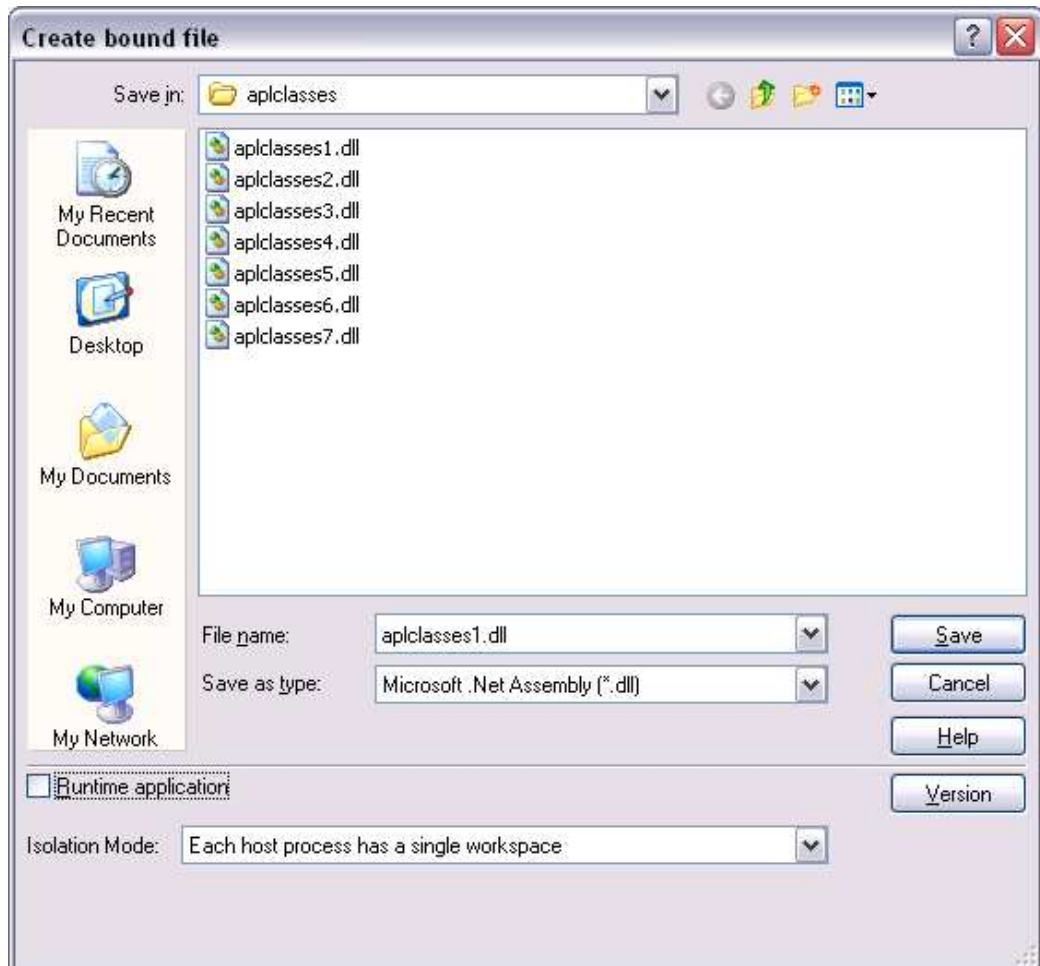 Create bound file
Save in: aplclasses
My Recent Documents
Desktop
My Documents
My Computer
My Network
aplclasses1.dll
aplclasses2.dll
aplclasses3.dll
aplclasses4.dll
aplclasses5.dll
aplclasses6.dll
aplclasses7.dll
File name: aplclasses1.dll Save
Save as type: Microsoft .Net Assembly (*.dll) Cancel
Help
Runtime application Version
Isolation Mode: Each host process has a single workspace